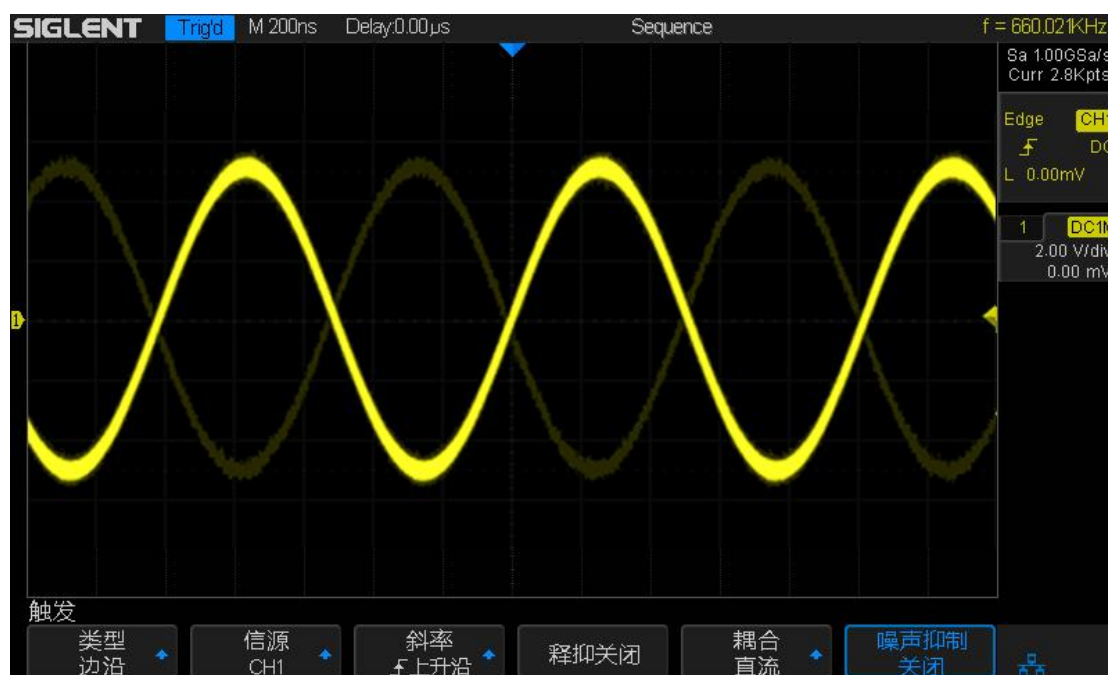 SIGLENT Trig'd M 200ns Delay:0.00µs Sequence f = 660.021KHz
Sa 1.00GSa/s
Curr 2.8Kpts
Edge CH1
DC
L 0.00mV
1 DC1M
2.00 V/div
0.00 mV
1
触发
类型 信源 斜率 释抑关闭 耦合 噪声抑制
边沿 CH1 上升沿 直流 关闭